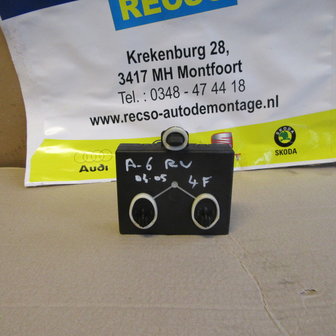 RECSO
Krekenburg 28,
3417 MH Montfoort
Tel. : 0348 - 47 44 18
www.recso-autodemontage.nl
Audi
SKODA
A-6 RV
04.05 4F